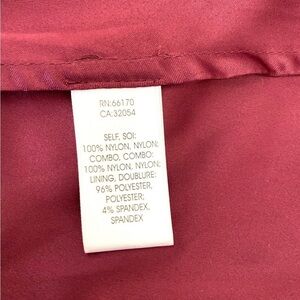 RN:66170
CA:32054
SELF, SOI:
100% NYLON, NYLON;
COMBO, COMBO:
100% NYLON, NYLON;
LINING, DOUBLURE:
96% POLYESTER,
POLYESTER;
4% SPANDEX,
SPANDEX